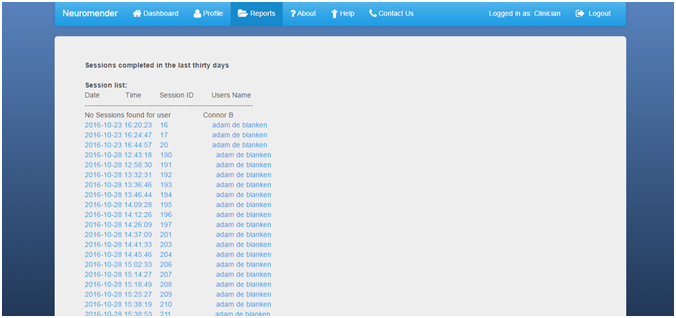 Neuromender Dashboard Profile Reports About Help Contact Us Logged in as: Clinician Logout
Sessions completed in the last thirty days
Session list:
Date Time Session ID Users Name
--------------------------------------------------------------------
No Sessions found for user Connor B
2016-10-23 16:20:23 16 adam de blanken
2016-10-23 16:24:47 17 adam de blanken
2016-10-23 16:44:57 20 adam de blanken
2016-10-28 12:43:18 190 adam de blanken
2016-10-28 12:58:30 191 adam de blanken
2016-10-28 13:32:31 192 adam de blanken
2016-10-28 13:36:46 193 adam de blanken
2016-10-28 13:46:44 194 adam de blanken
2016-10-28 14:09:28 195 adam de blanken
2016-10-28 14:12:26 196 adam de blanken
2016-10-28 14:26:09 197 adam de blanken
2016-10-28 14:37:09 201 adam de blanken
2016-10-28 14:41:33 203 adam de blanken
2016-10-28 14:45:46 204 adam de blanken
2016-10-28 15:02:33 206 adam de blanken
2016-10-28 15:14:27 207 adam de blanken
2016-10-28 15:18:49 208 adam de blanken
2016-10-28 15:25:27 209 adam de blanken
2016-10-28 15:38:19 210 adam de blanken
2016-10-28 15:38:53 211 adam de blanken